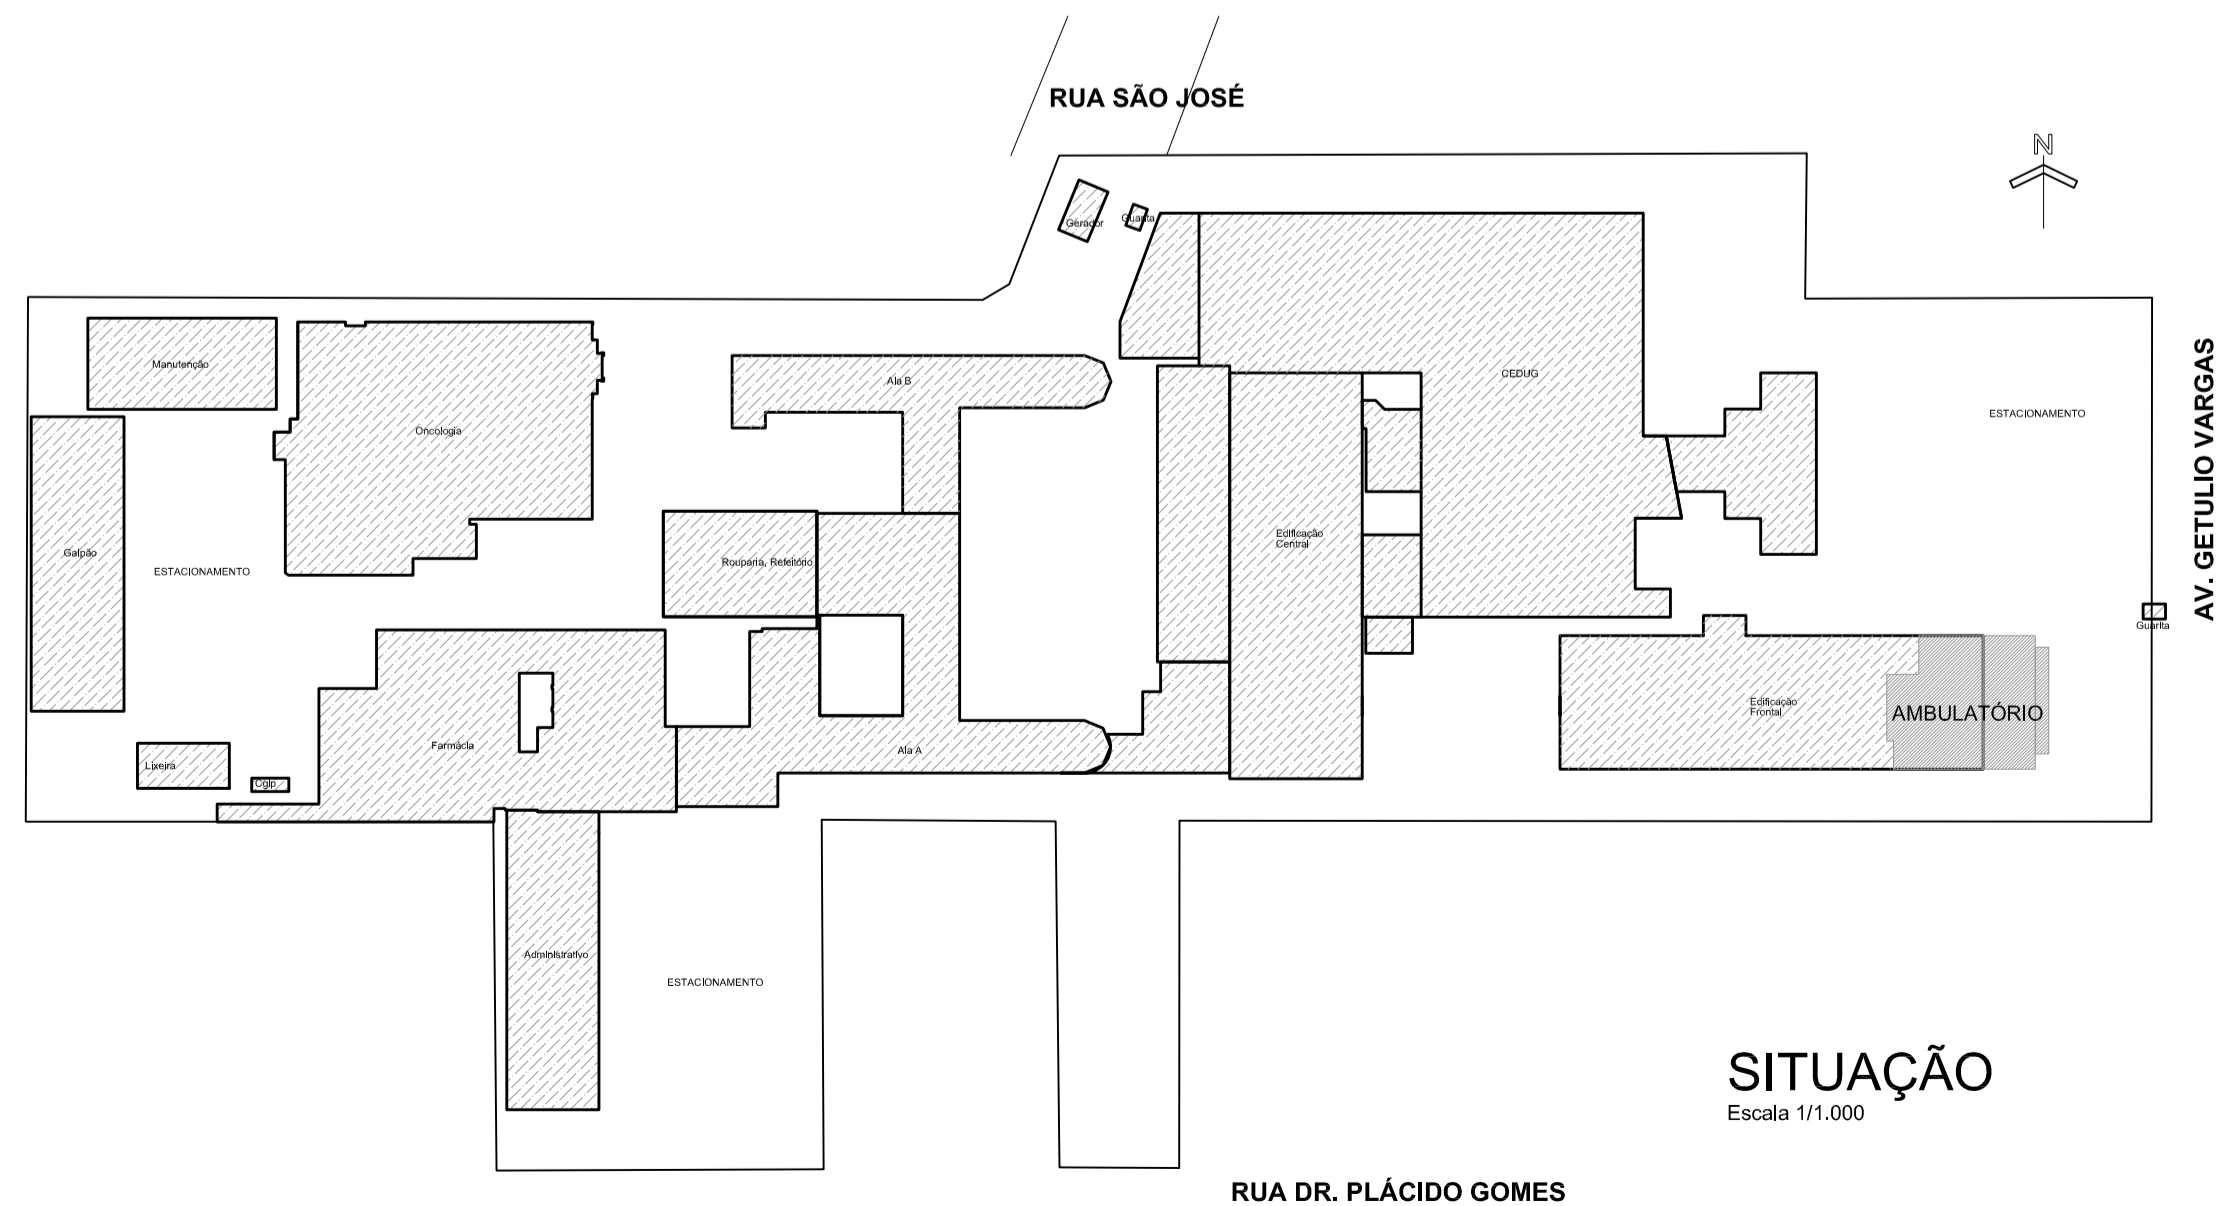 RUA SÃO JOSÉ
N
Gerador
Guarita
Manutenção
Ala B
CEDUG
ESTACIONAMENTO
AV. GETULIO VARGAS
Oncologia
Galpão
ESTACIONAMENTO
Rouparia, Refeitório
Edificação
Central
Guarita
Edificação
Frontal
AMBULATÓRIO
Farmácia
Ala A
Lixeira
Cglp
Administrativo
ESTACIONAMENTO
SITUAÇÃO
Escala 1/1.000
RUA DR. PLÁCIDO GOMES